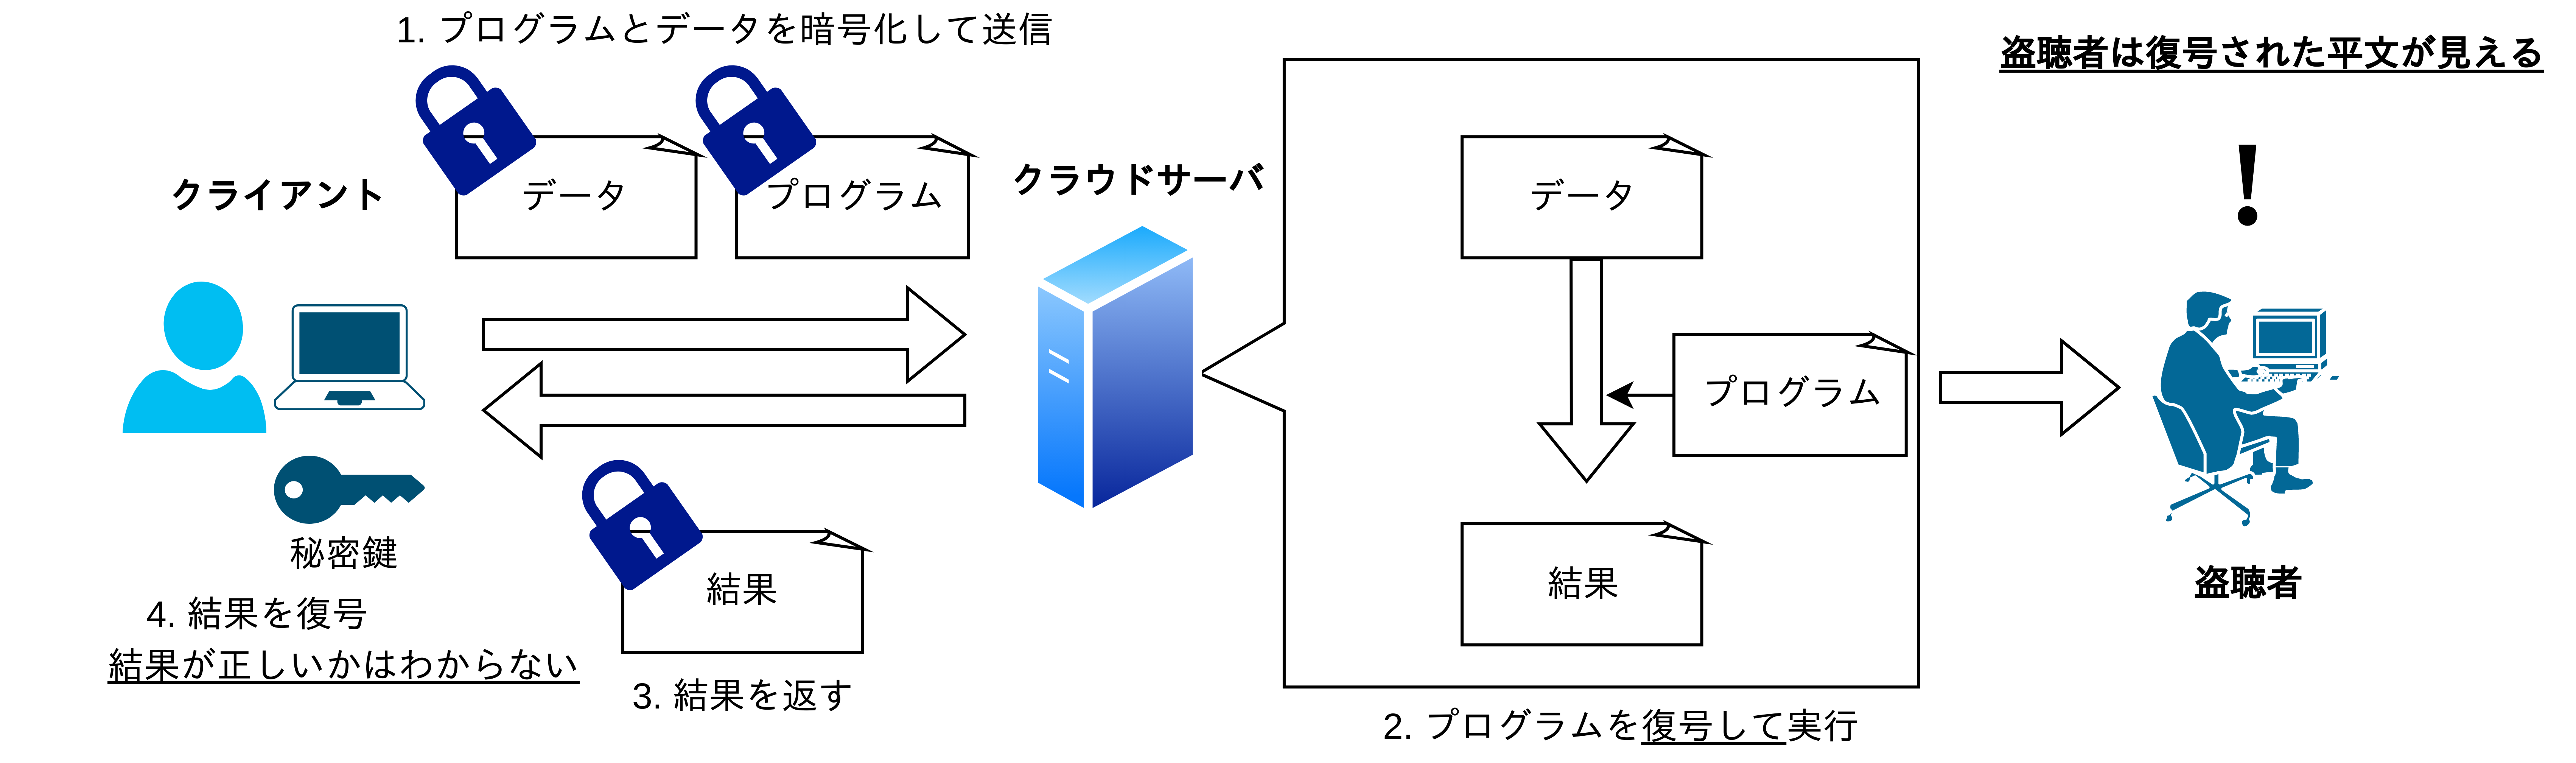 1. プログラムとデータを暗号化して送信
盗聴者は復号された平文が見える
クライアント
データ
プログラム
クラウドサーバ
データ
プログラム
結果
盗聴者
秘密鍵
4. 結果を復号
結果が正しいかはわからない
結果
3. 結果を返す
2. プログラムを復号して実行
!